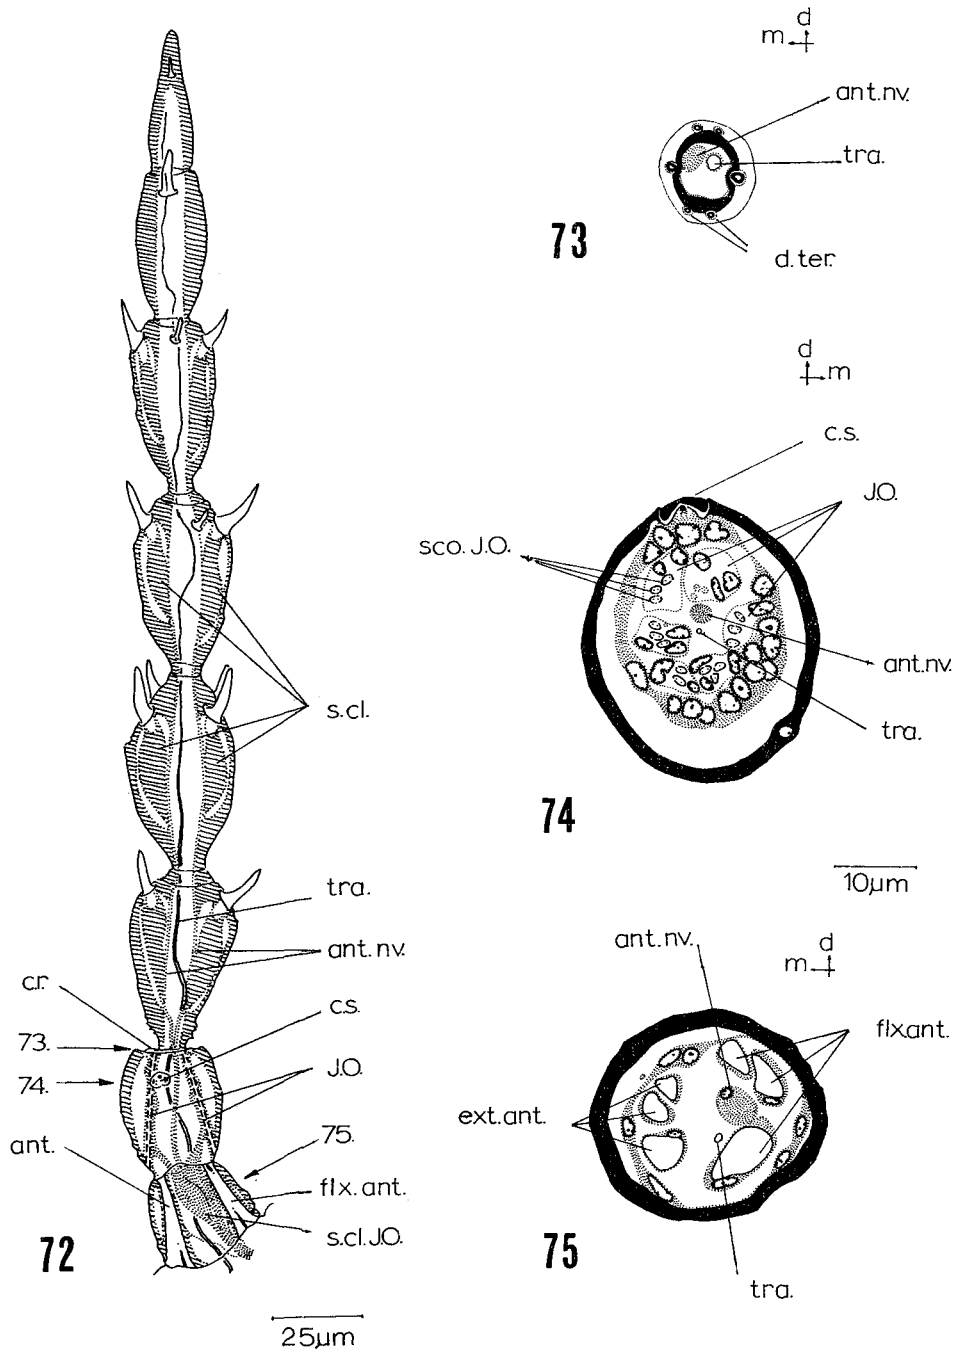 d
m
ant.nv.
tra.
d.ter.
73
d
m
c.s.
J.O.
sco.J.O.
ant.nv.
tra.
74
10µm
s.cl.
tra.
ant.nv.
c.r.
c.s.
73.
74.
J.O.
ant.
75.
flx.ant.
s.cl.J.O.
72
25µm
ant.nv.
d
m
flx.ant.
ext.ant.
75
tra.